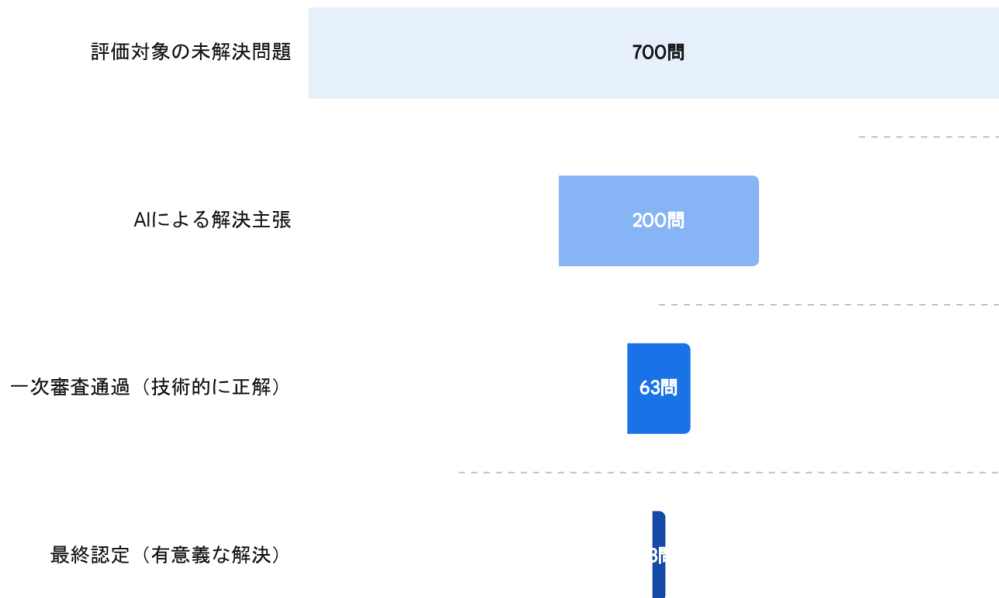 評価対象の未解決問題
700問
AIによる解決主張
200問
一次審査通過（技術的に正解）
63問
最終認定（有意義な解決）